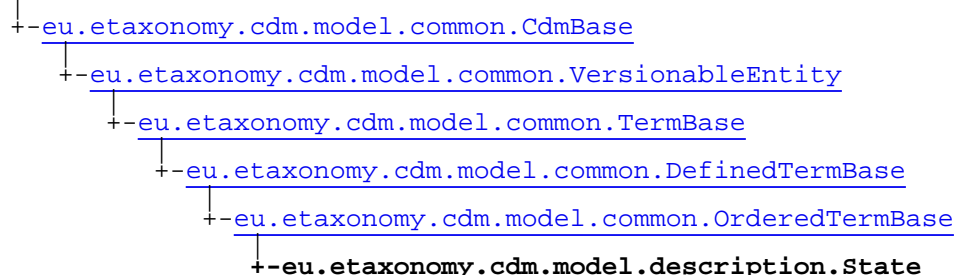 +-eu.etaxonomy.cdm.model.common.CdmBase
+-eu.etaxonomy.cdm.model.common.VersionableEntity
+-eu.etaxonomy.cdm.model.common.TermBase
+-eu.etaxonomy.cdm.model.common.DefinedTermBase
+-eu.etaxonomy.cdm.model.common.OrderedTermBase
+-eu.etaxonomy.cdm.model.description.State